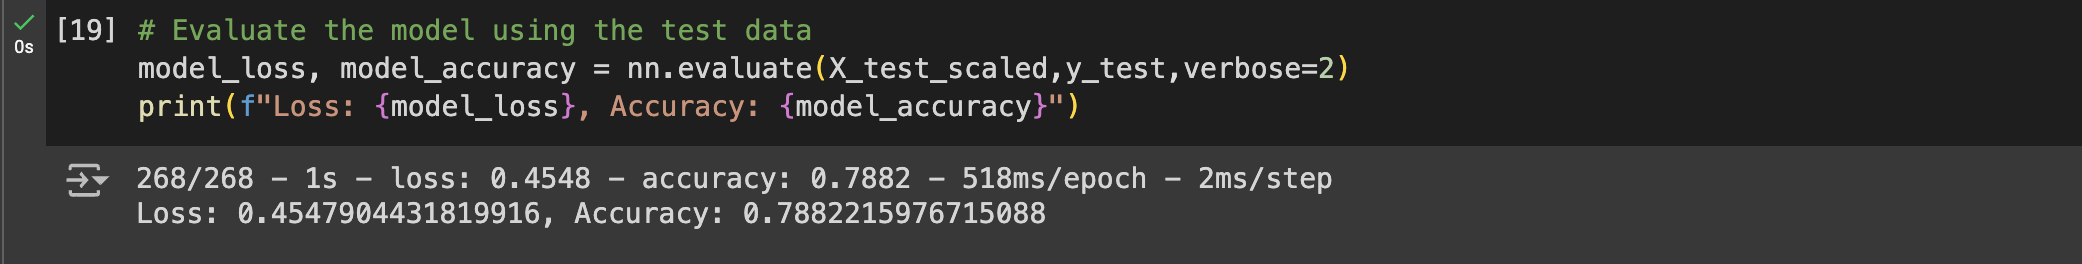 [19] # Evaluate the model using the test data
0s
model_loss, model_accuracy = nn.evaluate(X_test_scaled,y_test,verbose=2)
print(f"Loss: {model_loss}, Accuracy: {model_accuracy}")
268/268 - 1s - loss: 0.4548 - accuracy: 0.7882 - 518ms/epoch - 2ms/step
Loss: 0.4547904431819916, Accuracy: 0.7882215976715088